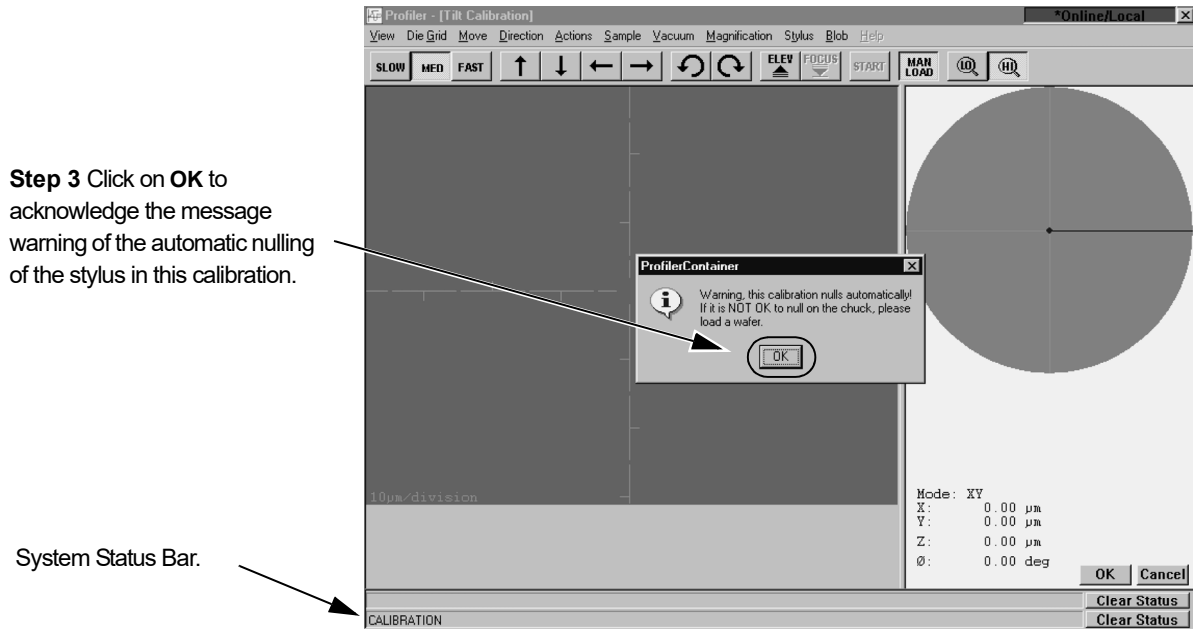 Profiler - [Tilt Calibration]
*Online/Local X
View Die Grid Move Direction Actions Sample Vacuum Magnification Stylus Blob Help
SLOW MED FAST ELEV FOCUS START MAN LOAD LO HI
Step 3 Click on OK to
acknowledge the message
warning of the automatic nulling
of the stylus in this calibration.
ProfilerContainer
Warning, this calibration nulls automatically!
If it is NOT OK to null on the chuck, please
load a wafer.
OK
10µm/division
Mode: XY
X: 0.00 µm
Y: 0.00 µm
Z: 0.00 µm
Ø: 0.00 deg
OK Cancel
System Status Bar.
Clear Status
CALIBRATION Clear Status